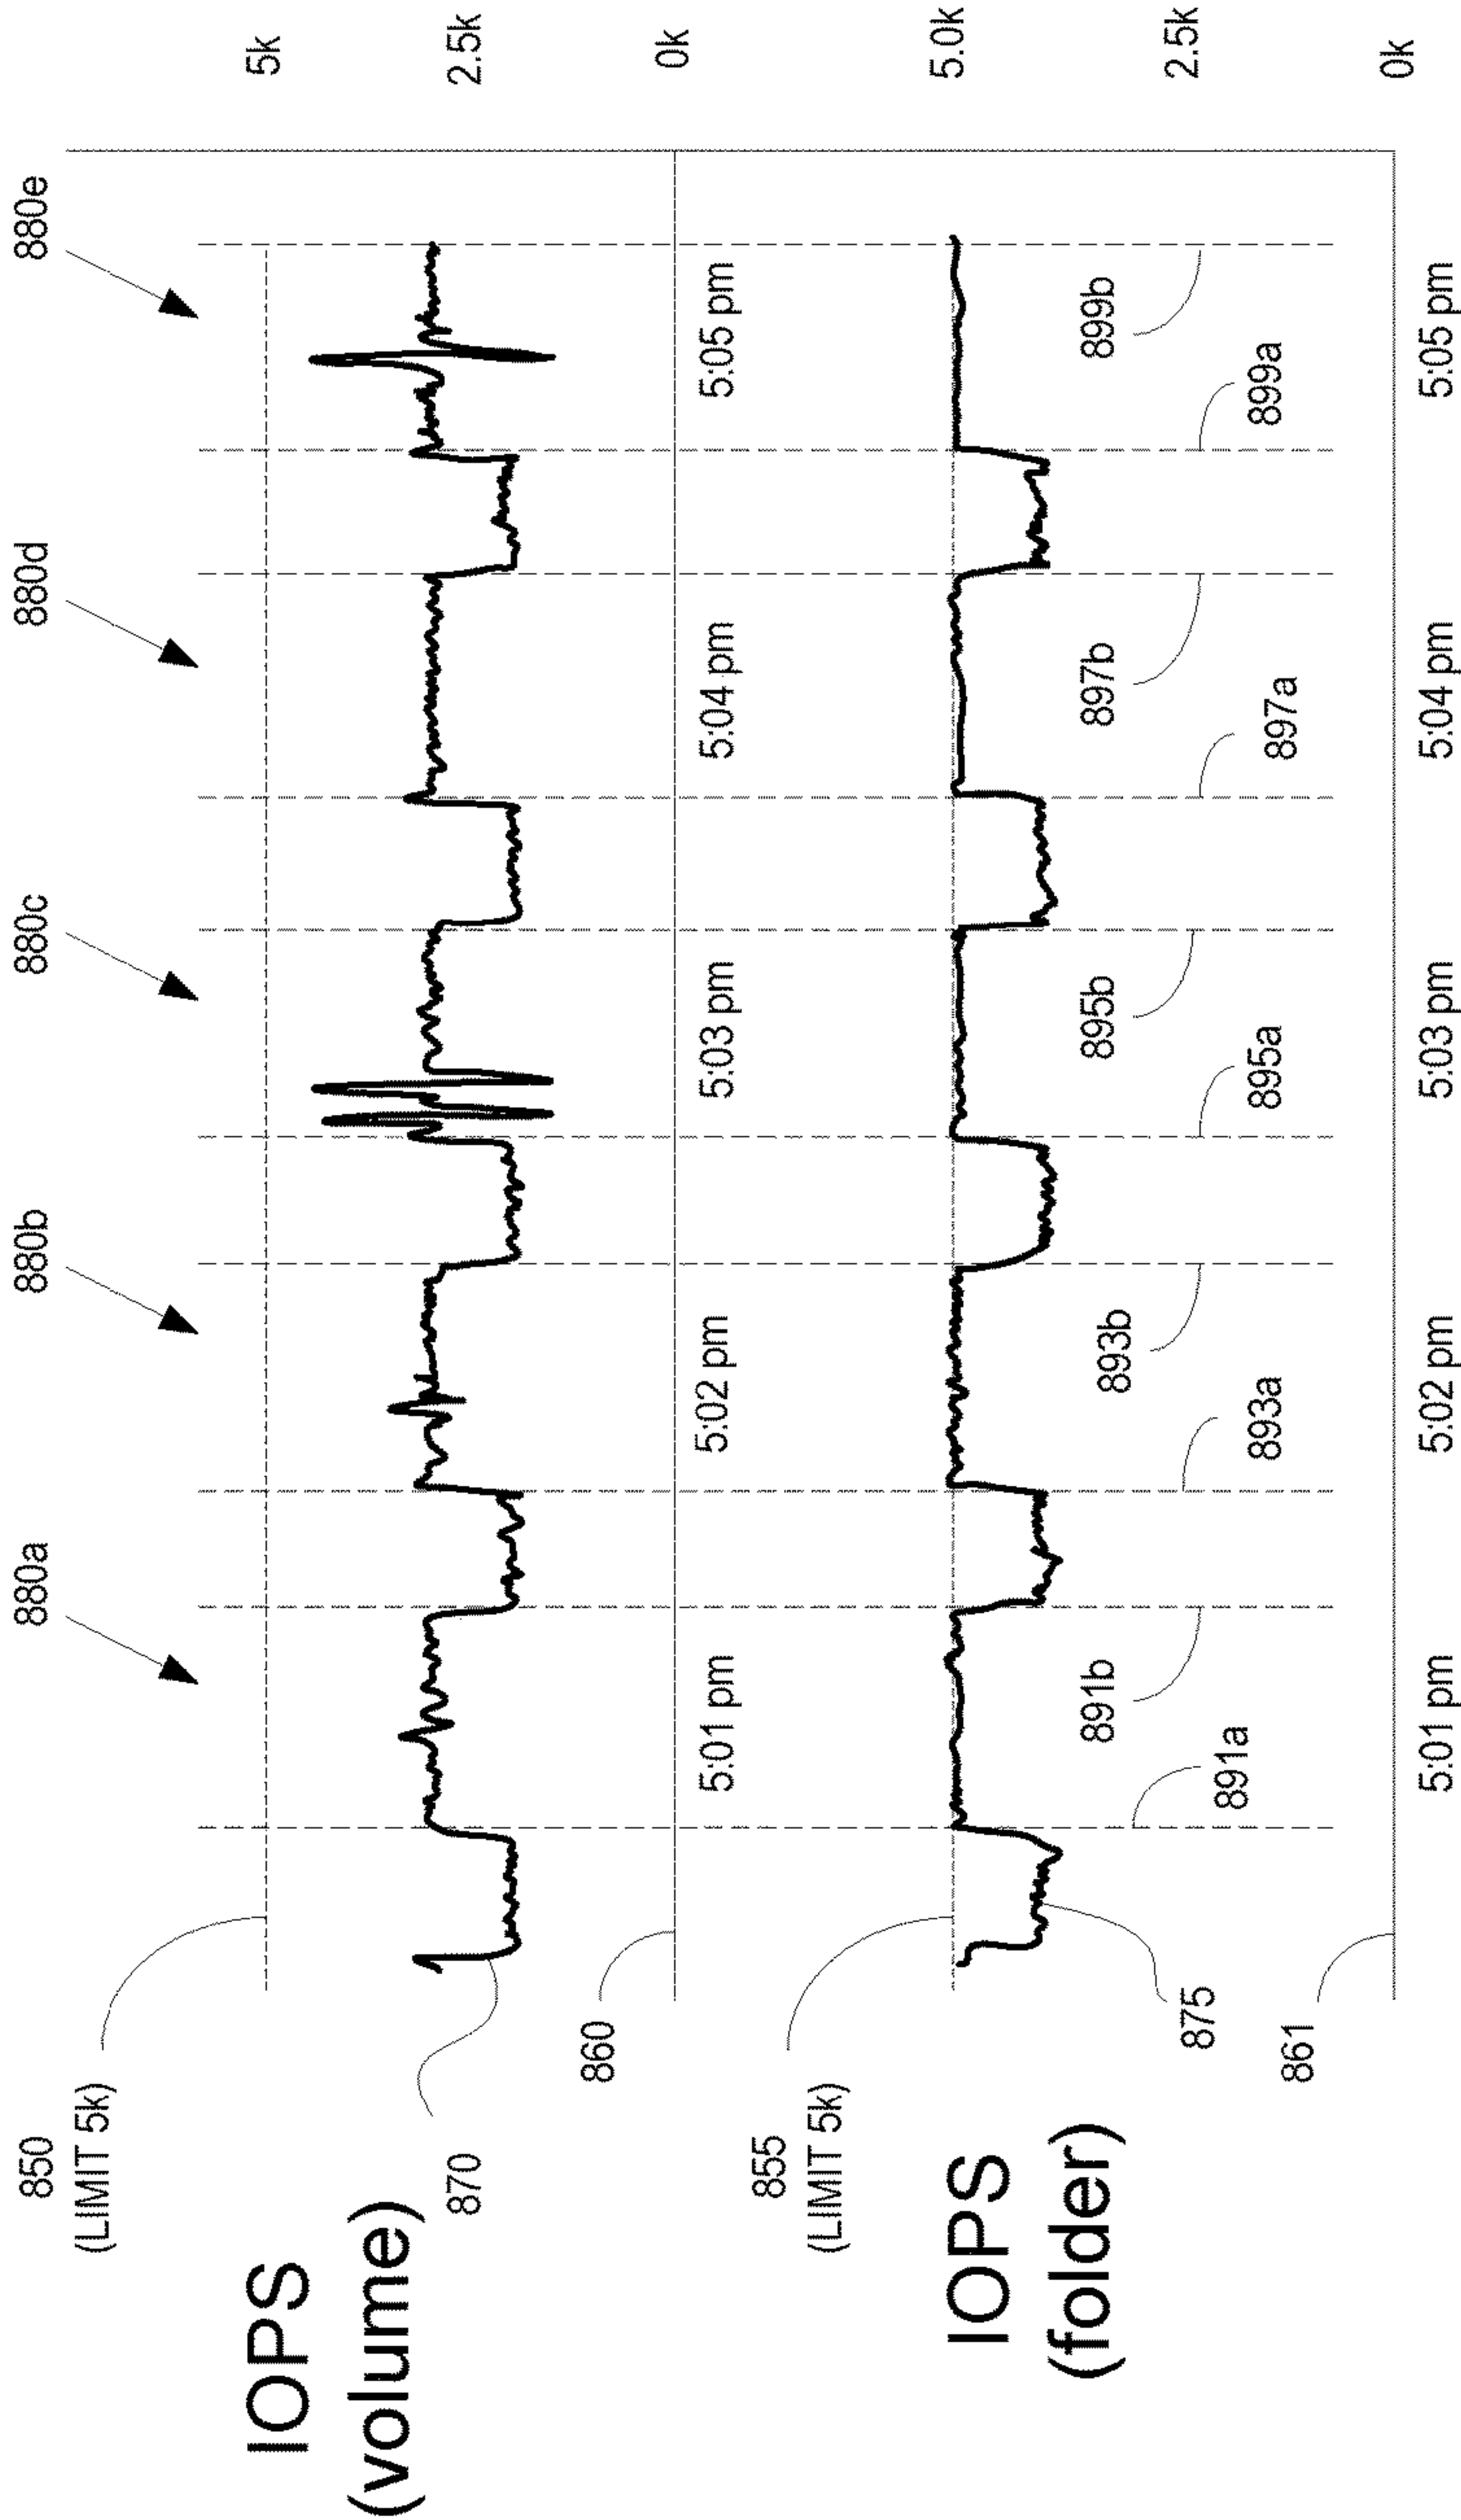 880a
880b
880c
880d
880e
850
(LIMIT 5k)
5k
IOPS
(volume)
2.5k
870
860
0k
5:01 pm
5:02 pm
5:03 pm
5:04 pm
5:05 pm
855
(LIMIT 5k)
5.0k
IOPS
(folder)
875
891a
891b
893a
893b
895a
895b
897a
897b
899a
899b
2.5k
861
0k
5:01 pm
5:02 pm
5:03 pm
5:04 pm
5:05 pm